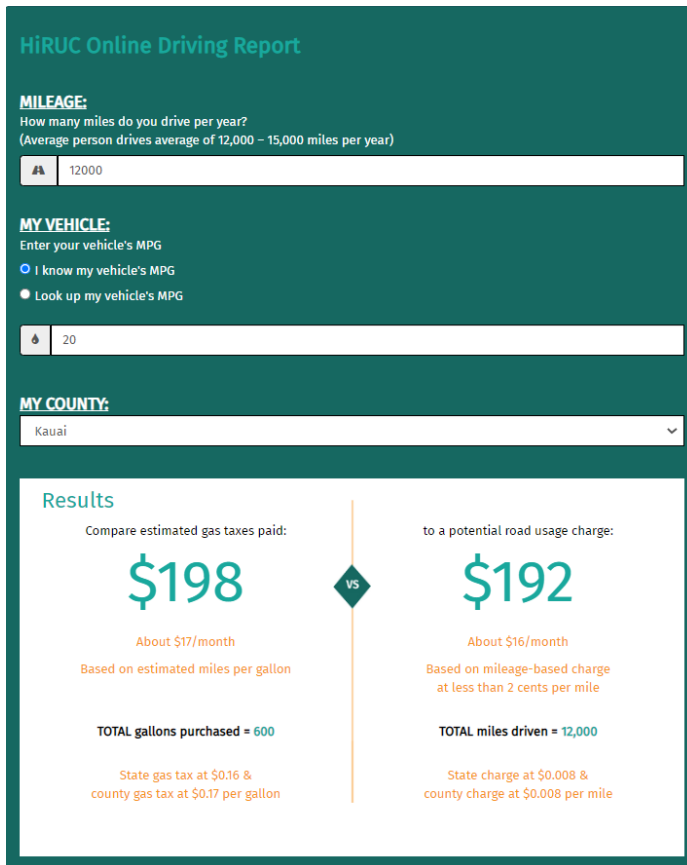 HiRUC Online Driving Report
MILEAGE:
How many miles do you drive per year?
(Average person drives average of 12,000 – 15,000 miles per year)
12000
MY VEHICLE:
Enter your vehicle's MPG
I know my vehicle's MPG
Look up my vehicle's MPG
20
MY COUNTY:
Kauai
Results
Compare estimated gas taxes paid:
$198
About $17/month
Based on estimated miles per gallon
TOTAL gallons purchased = 600
State gas tax at $0.16 &
county gas tax at $0.17 per gallon
VS
to a potential road usage charge:
$192
About $16/month
Based on mileage-based charge
at less than 2 cents per mile
TOTAL miles driven = 12,000
State charge at $0.008 &
county charge at $0.008 per mile